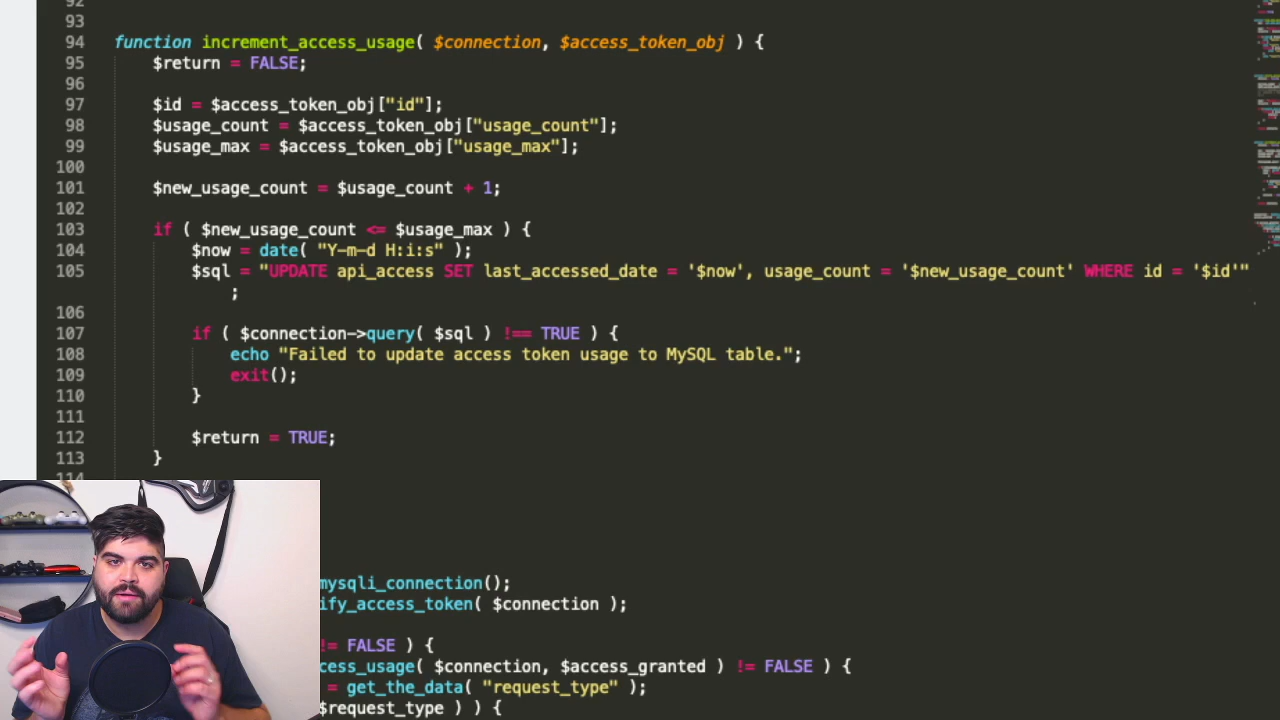 92
93
94 function increment_access_usage( $connection, $access_token_obj ) {
95 $return = FALSE;
96
97 $id = $access_token_obj["id"];
98 $usage_count = $access_token_obj["usage_count"];
99 $usage_max = $access_token_obj["usage_max"];
100
101 $new_usage_count = $usage_count + 1;
102
103 if ( $new_usage_count <= $usage_max ) {
104 $now = date( "Y-m-d H:i:s" );
105 $sql = "UPDATE api_access SET last_accessed_date = '$now', usage_count = '$new_usage_count' WHERE id = '$id'"
;
106
107 if ( $connection->query( $sql ) !== TRUE ) {
108 echo "Failed to update access token usage to MySQL table.";
109 exit();
110 }
111
112 $return = TRUE;
113 }
114
mysqli_connection();
ify_access_token( $connection );
!= FALSE ) {
cess_usage( $connection, $access_granted ) != FALSE ) {
= get_the_data( "request_type" );
$request_type ) ) {